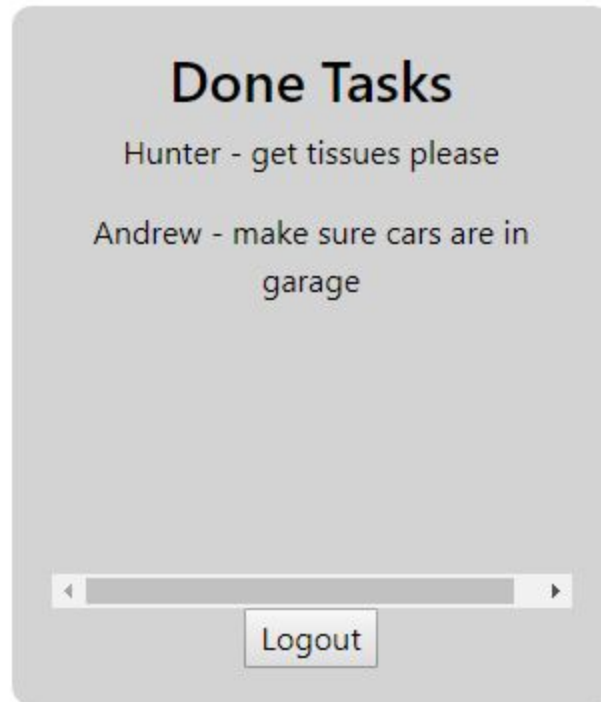 Done Tasks
Hunter - get tissues please
Andrew - make sure cars are in
garage
Logout